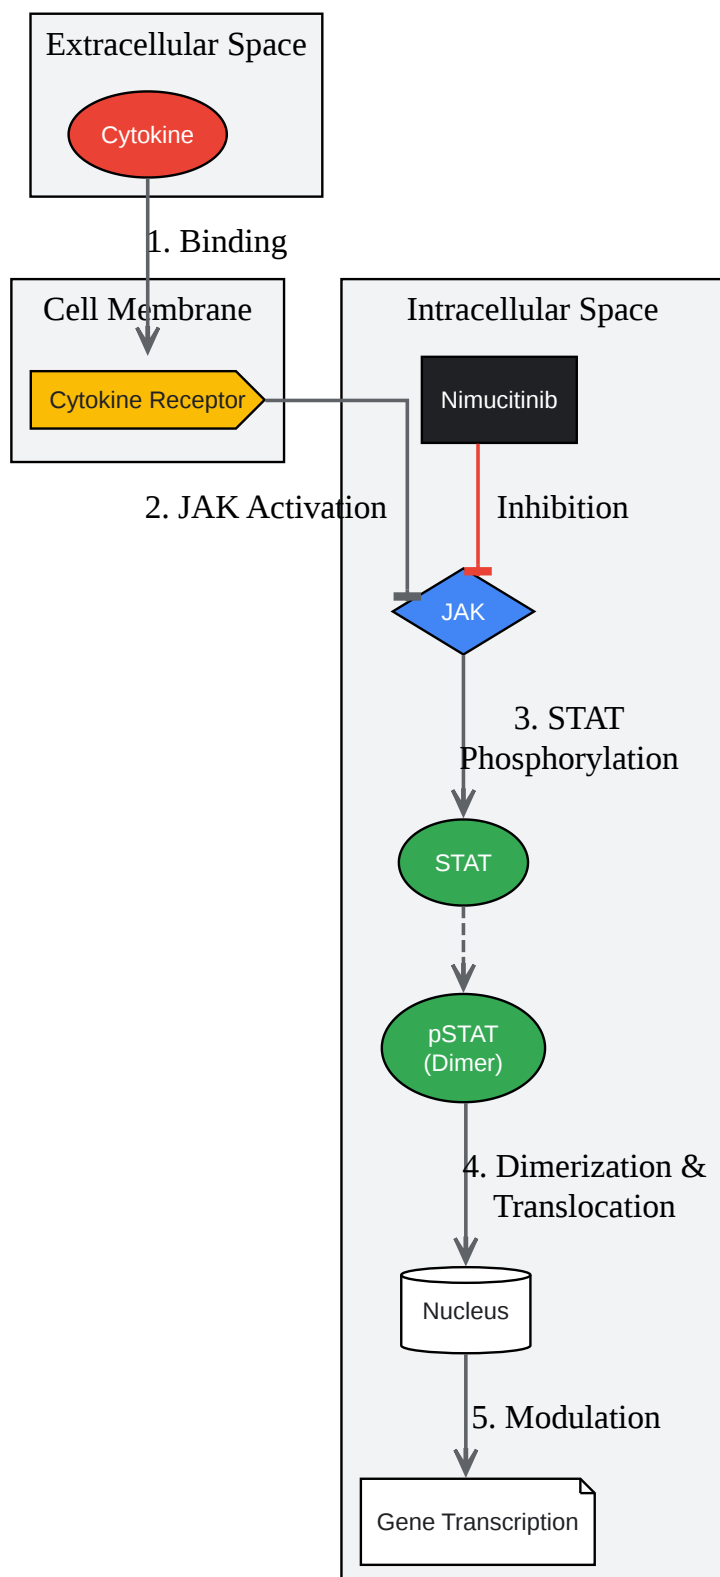 Extracellular Space
Cytokine
1. Binding
Cell Membrane
Cytokine Receptor
Intracellular Space
Nimucitinib
2. JAK Activation
Inhibition
JAK
3. STAT
Phosphorylation
STAT
pSTAT
(Dimer)
4. Dimerization &
Translocation
Nucleus
5. Modulation
Gene Transcription